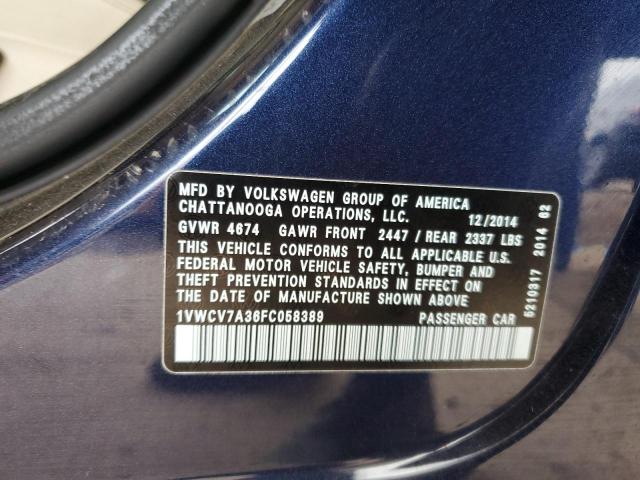 MFD BY VOLKSWAGEN GROUP OF AMERICA
CHATTANOOGA OPERATIONS, LLC. 12/2014
GVWR 4674 GAWR FRONT 2447/REAR 2337 LBS
THIS VEHICLE CONFORMS TO ALL APPLICABLE U.S.
FEDERAL MOTOR VEHICLE SAFETY, BUMPER AND
THEFT PREVENTION STANDARDS IN EFFECT ON
THE DATE OF MANUFACTURE SHOWN ABOVE
1VWCV7A36FC058389 PASSENGER CAR
5210317 2014 02